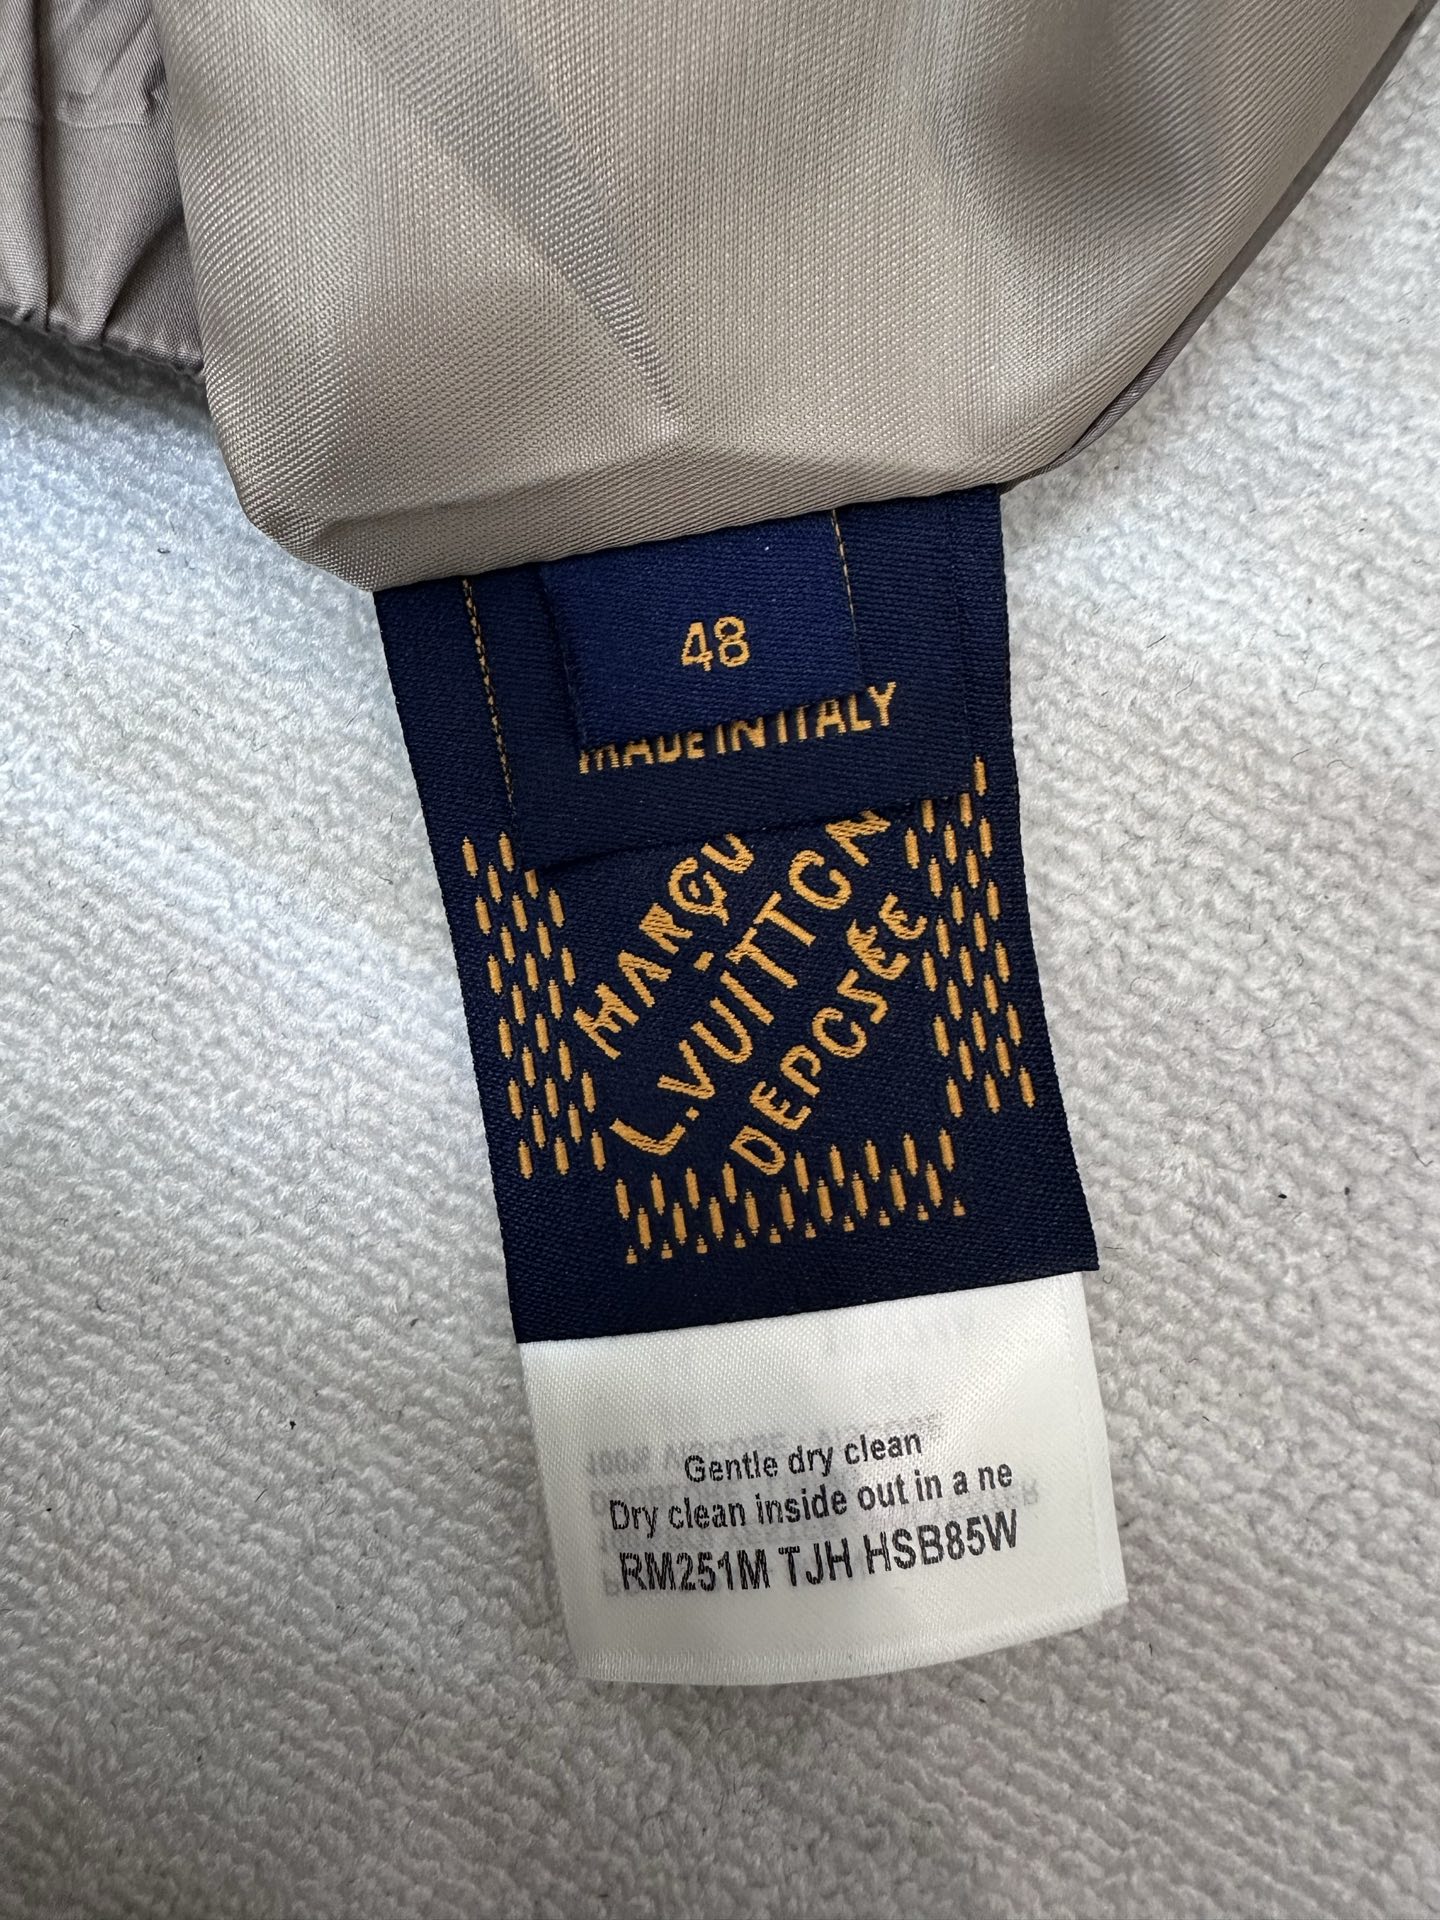 48
MADE IN ITALY
MARQU
L.VUITTON
DEPOSEE
Gentle dry clean
Dry clean inside out in a ne
RM251M TJH HSB85W